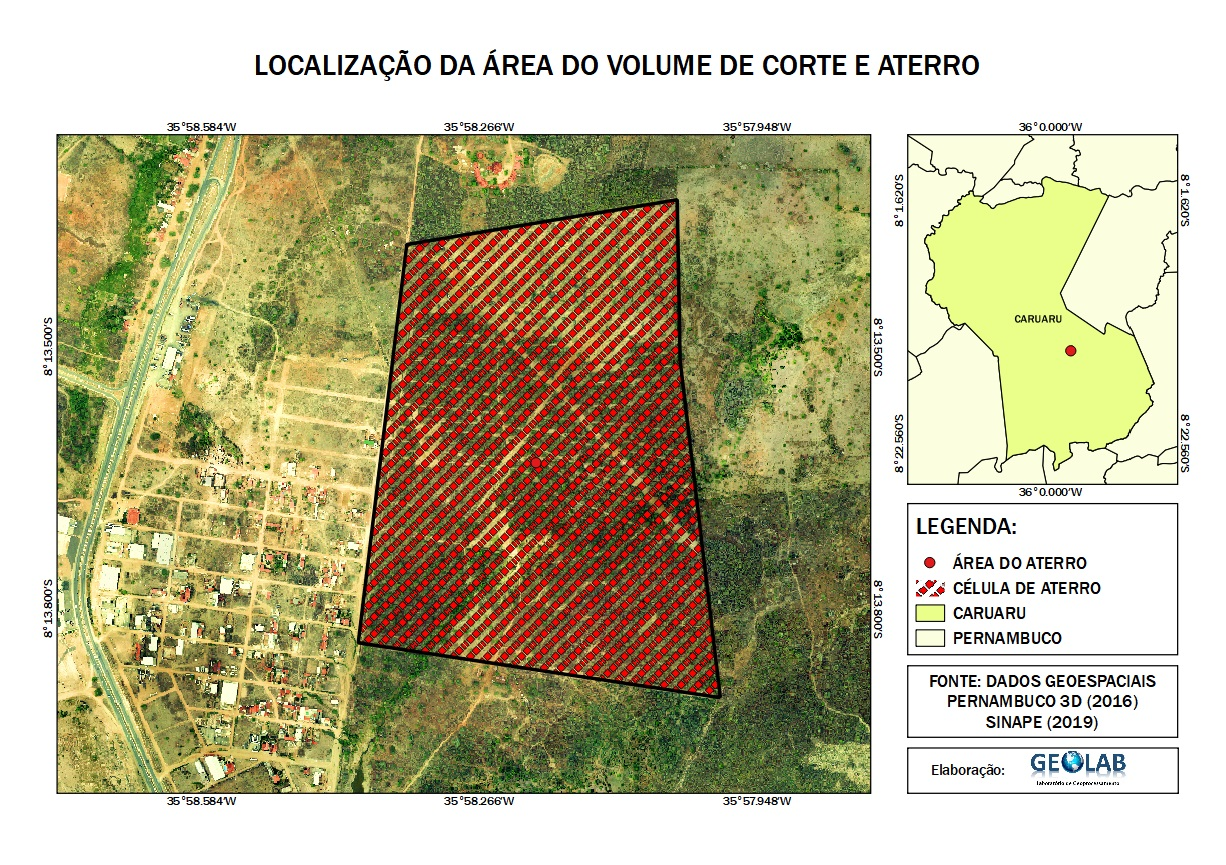 LOCALIZAÇÃO DA ÁREA DO VOLUME DE CORTE E ATERRO
35°58.584'W
35°58.266'W
35°57.948'W
8°13.500'S
8°13.800'S
8°13.500'S
8°13.800'S
35°58.584'W
35°58.266'W
35°57.948'W
36°0.000'W
8°1.620'S
8°22.560'S
8°1.620'S
8°22.560'S
CARUARU
36°0.000'W
LEGENDA:
ÁREA DO ATERRO
CÉLULA DE ATERRO
CARUARU
PERNAMBUCO
FONTE: DADOS GEOESPACIAIS
PERNAMBUCO 3D (2016)
SINAPE (2019)
Elaboração:
GEOLAB
Laboratório de Geoprocessamento